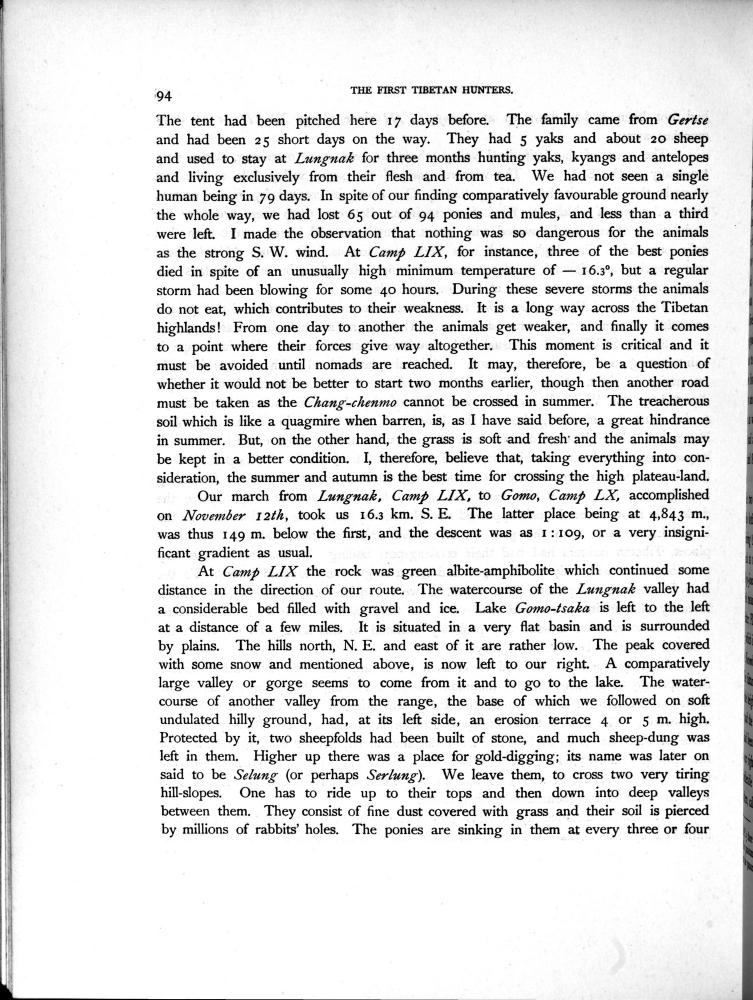 94
THE FIRST TIBETAN HUNTERS.
The tent had been pitched here 17 days before. The family came from Gertse
and had been 25 short days on the way. They had 5 yaks and about 20 sheep
and used to stay at Lungnak for three months hunting yaks, kyangs and antelopes
and living exclusively from their flesh and from tea. We had not seen a single
human being in 79 days. In spite of our finding comparatively favourable ground nearly
the whole way, we had lost 65 out of 94 ponies and mules, and less than a third
were left. I made the observation that nothing was so dangerous for the animals
as the strong S. W. wind. At Camp LIX, for instance, three of the best ponies
died in spite of an unusually high minimum temperature of — 16.3°, but a regular
storm had been blowing for some 40 hours. During these severe storms the animals
do not eat, which contributes to their weakness. It is a long way across the Tibetan
highlands! From one day to another the animals get weaker, and finally it comes
to a point where their forces give way altogether. This moment is critical and it
must be avoided until nomads are reached. It may, therefore, be a question of
whether it would not be better to start two months earlier, though then another road
must be taken as the Chang-chenmo cannot be crossed in summer. The treacherous
soil which is like a quagmire when barren, is, as I have said before, a great hindrance
in summer. But, on the other hand, the grass is soft and fresh and the animals may
be kept in a better condition. I, therefore, believe that, taking everything into con-
sideration, the summer and autumn is the best time for crossing the high plateau-land.
Our march from Lungnak, Camp LIX, to Gomo, Camp LX, accomplished
on November 12th, took us 16.3 km. S. E. The latter place being at 4,843 m.,
was thus 149 m. below the first, and the descent was as 1 : 109, or a very insigni-
ficant gradient as usual.
At Camp LIX the rock was green albite-amphibolite which continued some
distance in the direction of our route. The watercourse of the Lungnak valley had
a considerable bed filled with gravel and ice. Lake Gomo-tsaka is left to the left
at a distance of a few miles. It is situated in a very flat basin and is surrounded
by plains. The hills north, N. E. and east of it are rather low. The peak covered
with some snow and mentioned above, is now left to our right. A comparatively
large valley or gorge seems to come from it and to go to the lake. The water-
course of another valley from the range, the base of which we followed on soft
undulated hilly ground, had, at its left side, an erosion terrace 4 or 5 m. high.
Protected by it, two sheepfolds had been built of stone, and much sheep-dung was
left in them. Higher up there was a place for gold-digging; its name was later on
said to be Selung (or perhaps Serlung). We leave them, to cross two very tiring
hill-slopes. One has to ride up to their tops and then down into deep valleys
between them. They consist of fine dust covered with grass and their soil is pierced
by millions of rabbits' holes. The ponies are sinking in them at every three or four